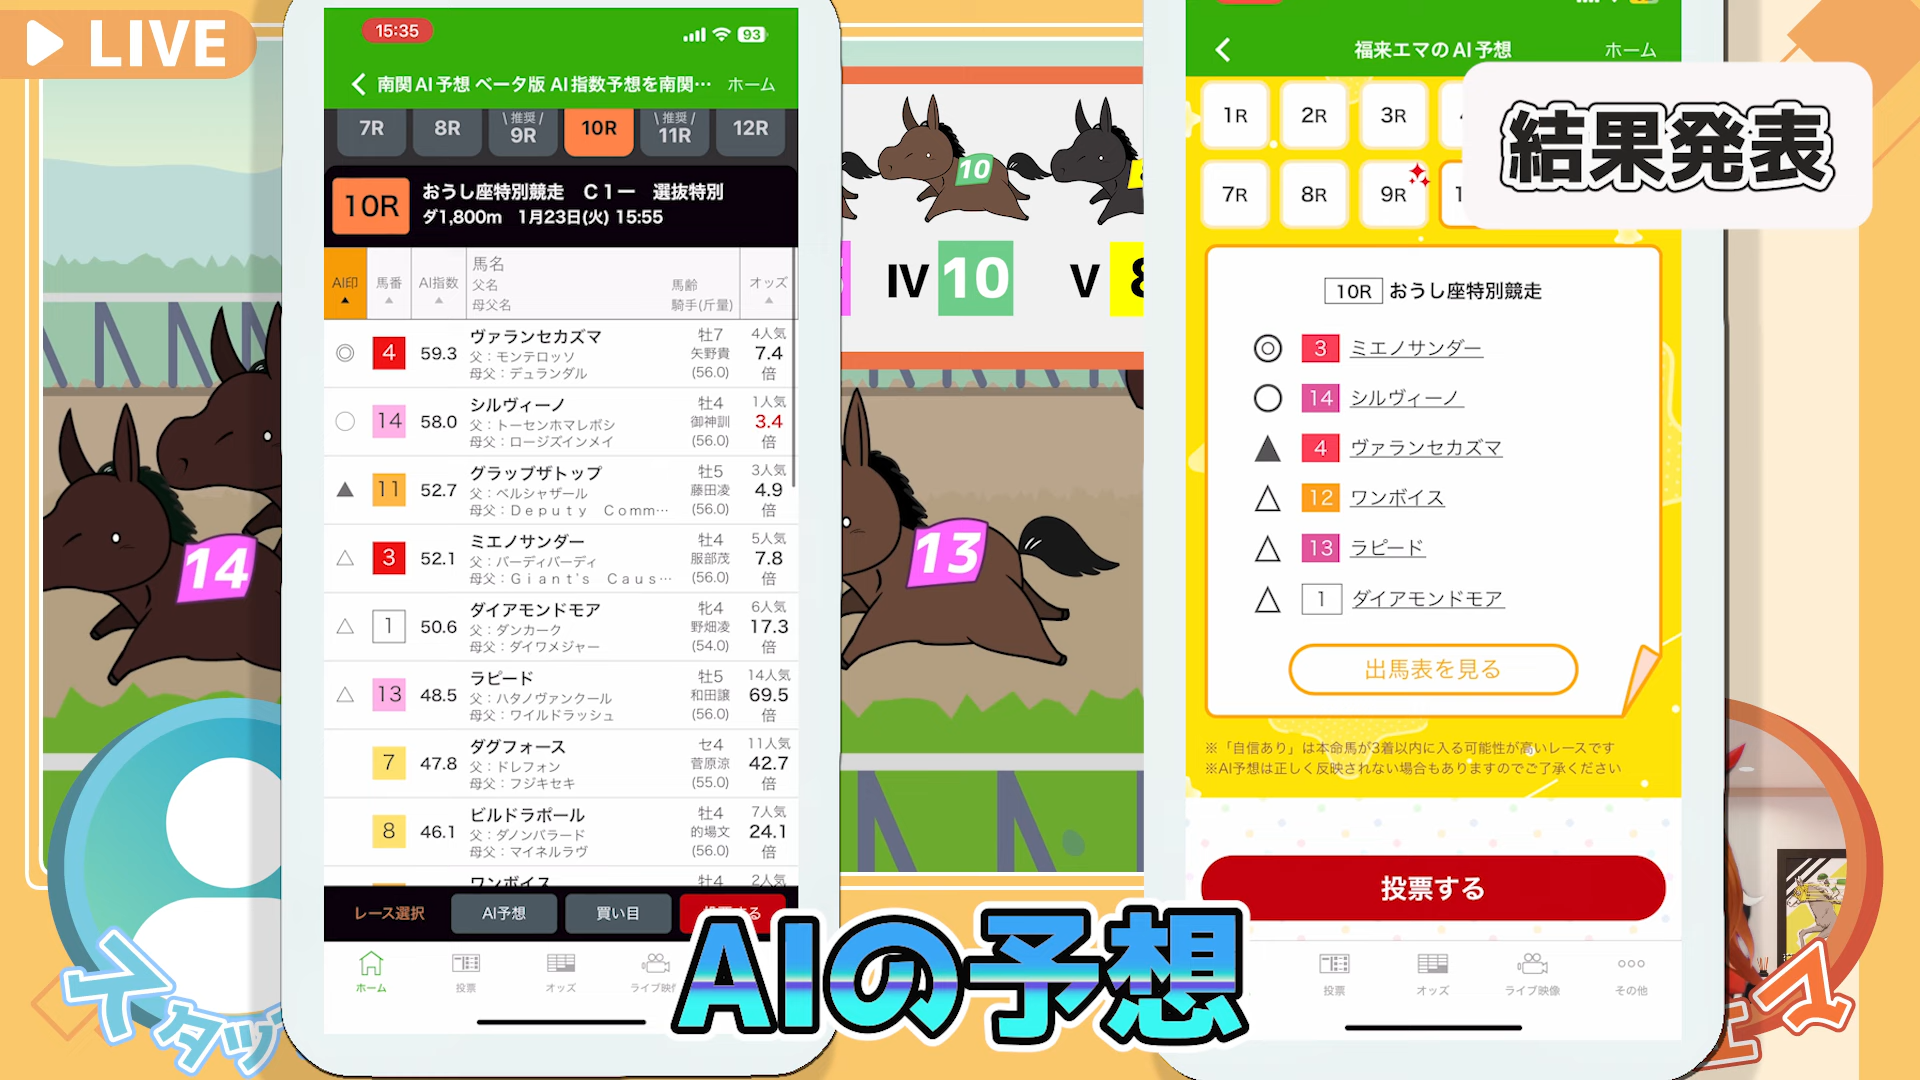 LIVE
15:35
93
南関AI予想 ベータ版 AI指数予想を南関…
ホーム
7R
8R
\推奨/
9R
10R
\推奨/
11R
12R
10R
おうし座特別競走 C1一 選抜特別
ダ1,800m 1月23日(火) 15:55
AI印
馬番
AI指数
馬名
父名
母父名
馬齢
騎手(斤量)
オッズ
◎ 4 59.3 ヴァランセカズマ 牡7 4人気
父:モンテロッソ 矢野貴 7.4
母父:デュランダル (56.0) 倍
○ 14 58.0 シルヴィーノ 牡4 1人気
父:トーセンホマレボシ 御神訓 3.4
母父:ロージズインメイ (56.0) 倍
▲ 11 52.7 グラップザトップ 牡5 3人気
父:ベルシャザール 藤田凌 4.9
母父:Deputy Comm… (56.0) 倍
△ 3 52.1 ミエノサンダー 牡4 5人気
父:バーディバーディ 服部茂 7.8
母父:Giant's Caus… (56.0) 倍
△ 1 50.6 ダイアモンドモア 牝4 6人気
父:ダンカーク 野畑凌 17.3
母父:ダイワメジャー (54.0) 倍
△ 13 48.5 ラピード 牡5 14人気
父:ハタノヴァンクール 和田譲 69.5
母父:ワイルドラッシュ (56.0) 倍
7 47.8 ダグフォース セ4 11人気
父:ドレフォン 菅原涼 42.7
母父:フジキセキ (55.0) 倍
8 46.1 ビルドラポール 牡4 7人気
父:ダノンバラード 的場文 24.1
母父:マイネルラヴ (56.0) 倍
ワンボイス 牡4 2人気
レース選択
AI予想
買い目
ホーム
投票
オッズ
ライブ映
14
10
IV 10
V 8
13
福来エマのAI予想
ホーム
結果発表
1R
2R
3R
7R
8R
9R
10R おうし座特別競走
◎ 3 ミエノサンダー
○ 14 シルヴィーノ
▲ 4 ヴァランセカズマ
△ 12 ワンボイス
△ 13 ラピード
△ 1 ダイアモンドモア
出馬表を見る
※「自信あり」は本命馬が3着以内に入る可能性が高いレースです
※AI予想は正しく反映されない場合もありますのでご了承ください
投票する
投票
オッズ
ライブ映像
その他
AIの予想
スタッ
エマ